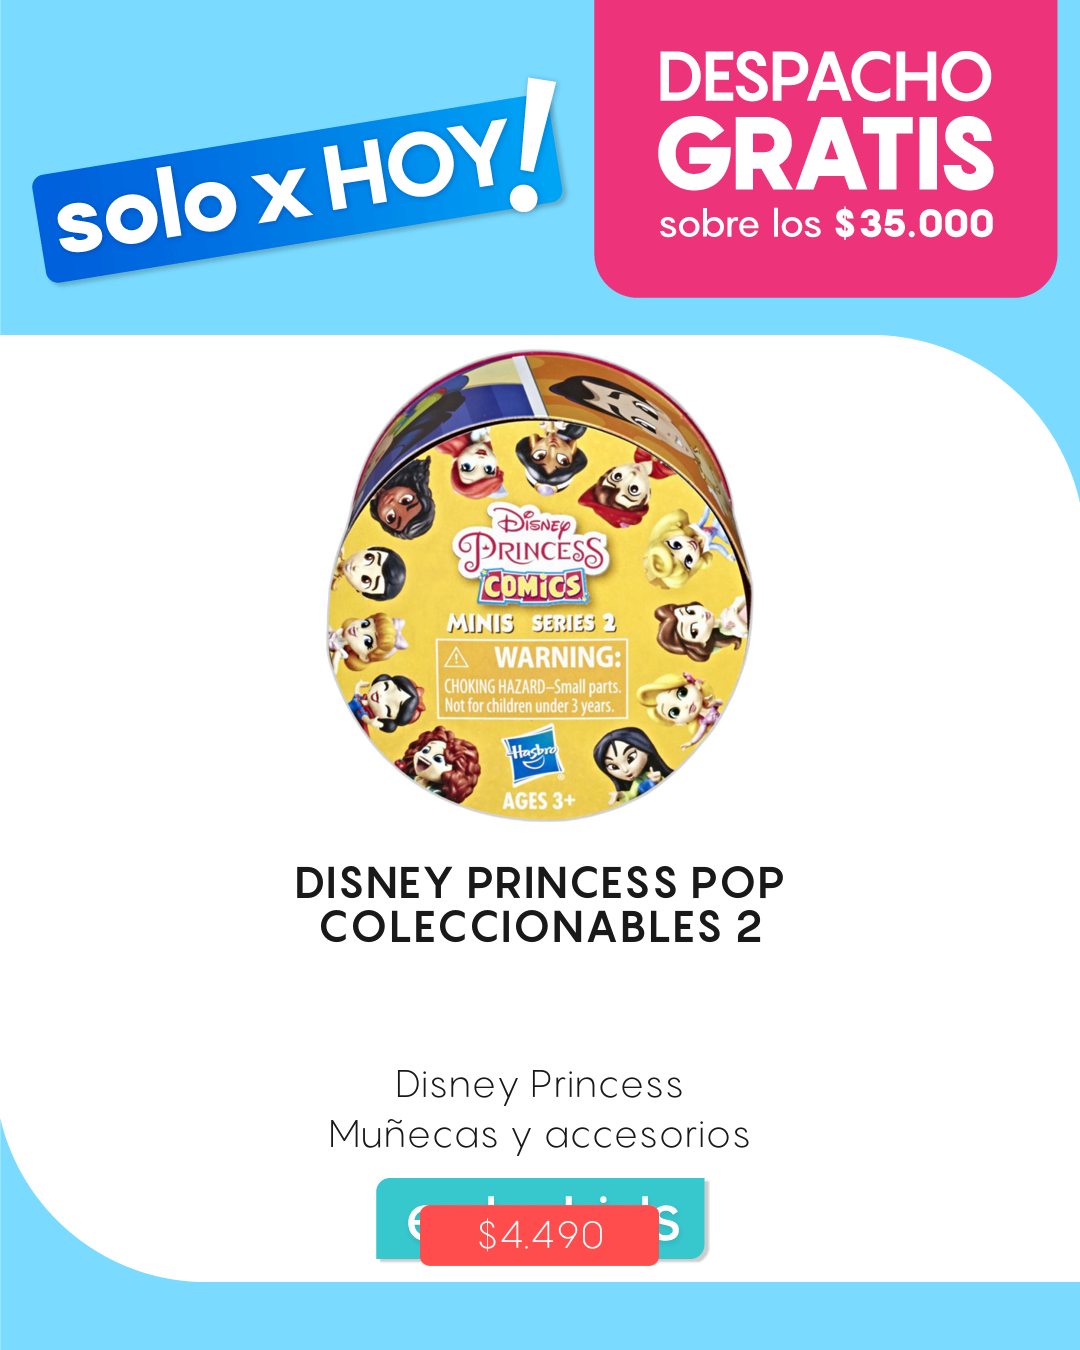 solo x HOY!
DESPACHO
GRATIS
sobre los $35.000
DISNEY
PRINCESS
COMICS
MINIS SERIES 2
WARNING:
CHOKING HAZARD–Small parts.
Not for children under 3 years.
Hasbro
AGES 3+
DISNEY PRINCESS POP
COLECCIONABLES 2
Disney Princess
Muñecas y accesorios
$4.490